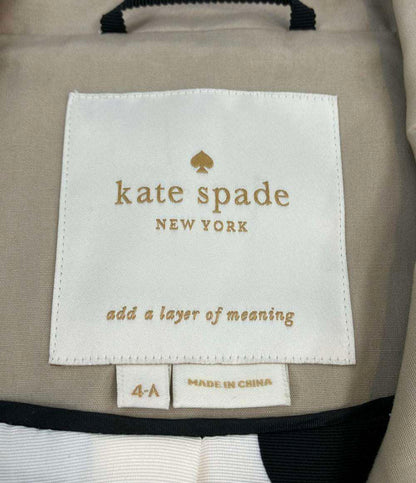 kate spade
NEW YORK
add a layer of meaning
4-A
MADE IN CHINA